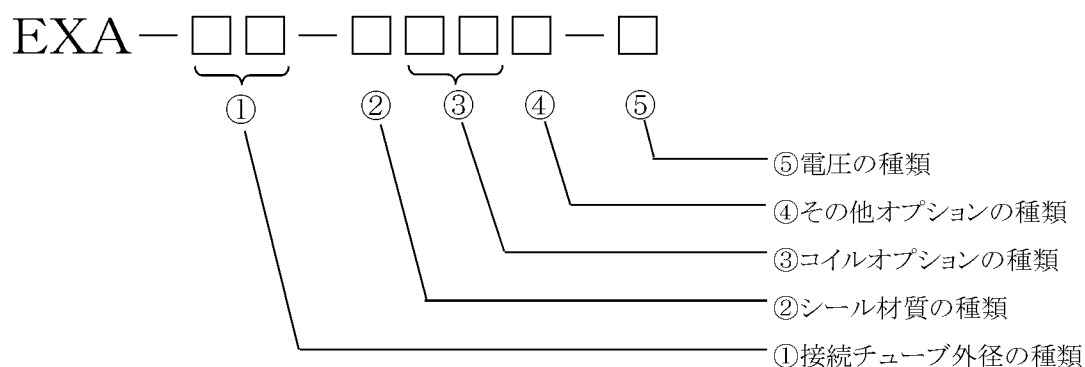 EXA－□□－□□□□－□
① ② ③ ④ ⑤
⑤電圧の種類
④その他オプションの種類
③コイルオプションの種類
②シール材質の種類
①接続チューブ外径の種類